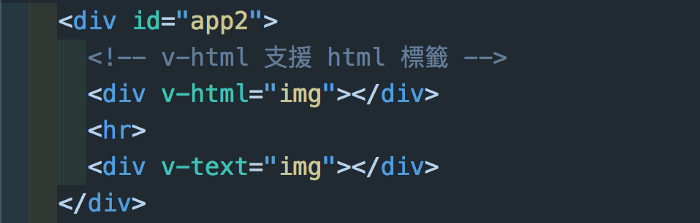 <div id="app2">
<!-- v-html 支援 html 標籤 -->
<div v-html="img"></div>
<hr>
<div v-text="img"></div>
</div>